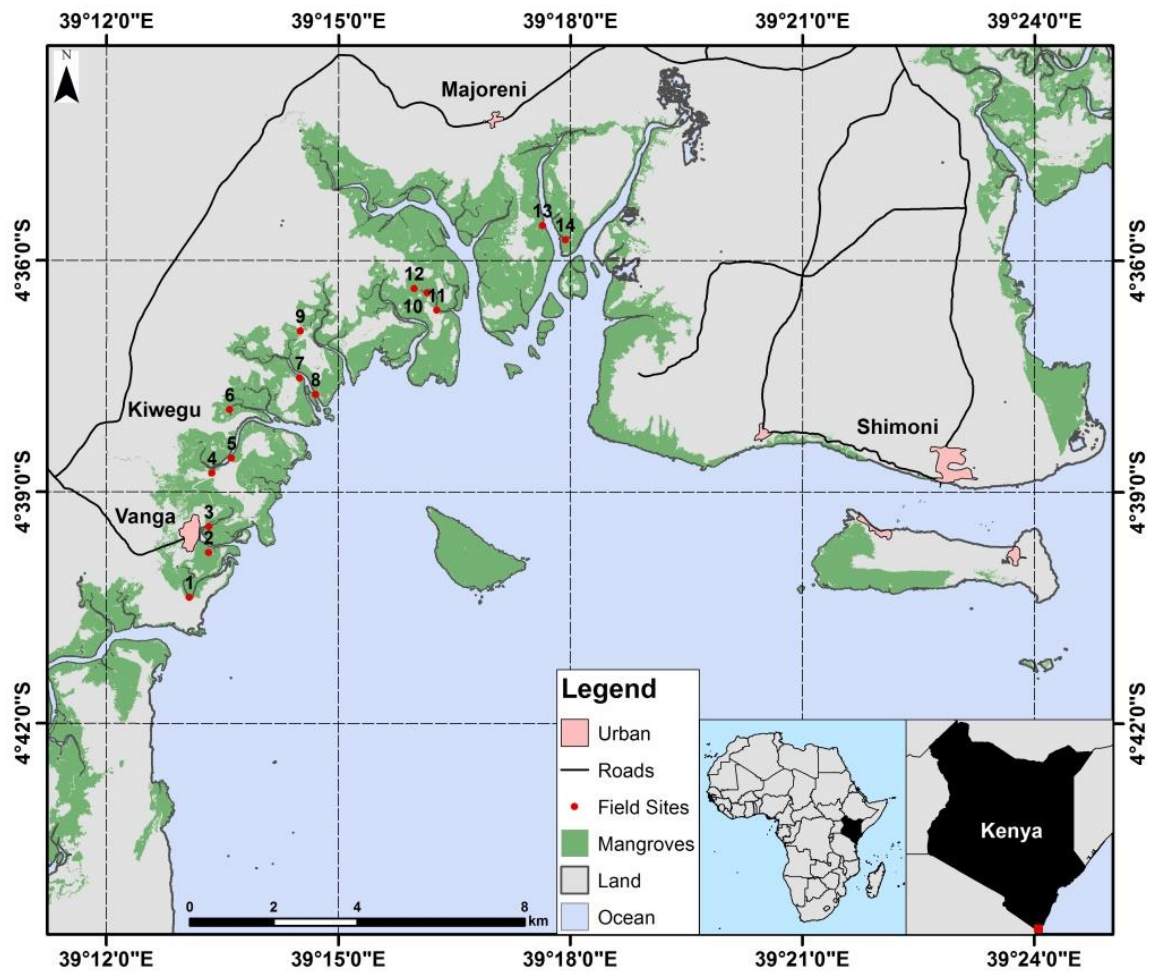 39°12'0"E 39°15'0"E 39°18'0"E 39°21'0"E 39°24'0"E
N
Majoreni
13
14
4°36'0"S 4°36'0"S
12
11
10
9
7
8
6
Kiwegu
5
4
Shimoni
4°39'0"S 4°39'0"S
Vanga
3
2
1
Legend
Urban
Roads
Field Sites
Mangroves
Land
Ocean
4°42'0"S 4°42'0"S
Kenya
0 2 4 8
km
39°12'0"E 39°15'0"E 39°18'0"E 39°21'0"E 39°24'0"E